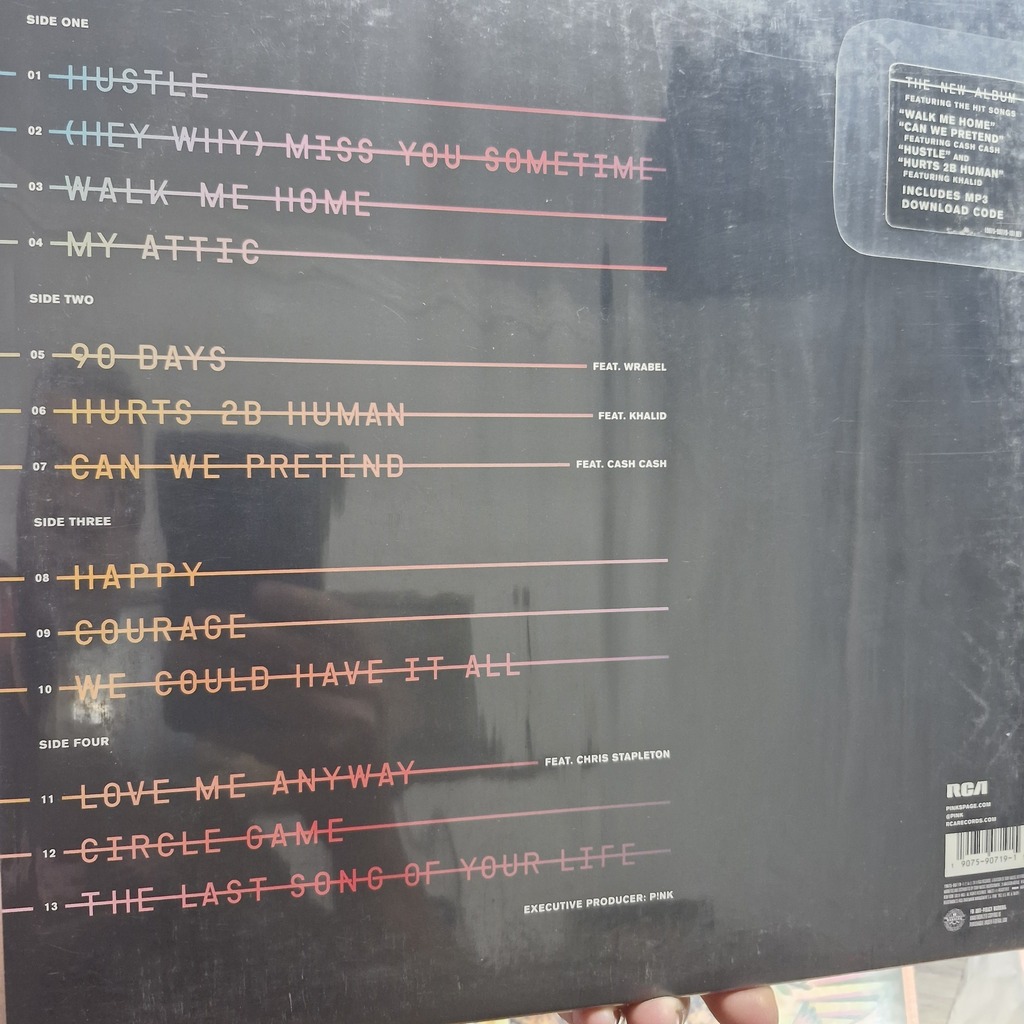 SIDE ONE
01 HUSTLE
02 (HEY WHY) MISS YOU SOMETIME
03 WALK ME HOME
04 MY ATTIC
SIDE TWO
05 90 DAYS FEAT. WRABEL
06 HURTS 2B HUMAN FEAT. KHALID
07 CAN WE PRETEND FEAT. CASH CASH
SIDE THREE
08 HAPPY
09 COURAGE
10 WE COULD HAVE IT ALL
SIDE FOUR
11 LOVE ME ANYWAY FEAT. CHRIS STAPLETON
12 CIRCLE GAME
13 THE LAST SONG OF YOUR LIFE
EXECUTIVE PRODUCER: P!NK
THE NEW ALBUM
FEATURING THE HIT SONGS
"WALK ME HOME"
"CAN WE PRETEND"
FEATURING CASH CASH
"HUSTLE" AND
"HURTS 2B HUMAN"
FEATURING KHALID
INCLUDES MP3
DOWNLOAD CODE
RCA
PINKSPAGE.COM
@PINK
RCARECORDS.COM
1 9075-90719-1